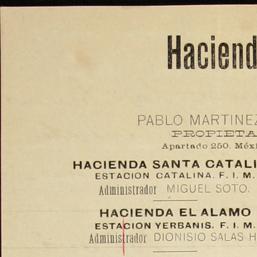 Haciend
PABLO MARTINEZ
PROPIETA
Apartado 250. Méxi
HACIENDA SANTA CATALI
ESTACION CATALINA. F. I. M.
Administrador MIGUEL SOTO.
HACIENDA EL ALAMO
ESTACION YERBANIS. F. I. M.
Administrador DIONISIO SALAS H